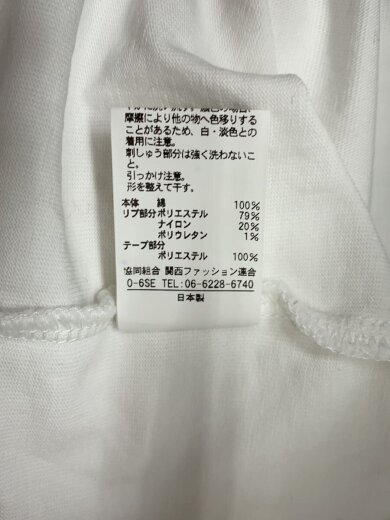 摩擦により他の物へ色移りする
ことがあるため、白・淡色との
着用に注意。
刺しゅう部分は強く洗わないこ
と。
引っかけ注意。
形を整えて干す。
本体 綿 100%
リブ部分ポリエステル 79%
ナイロン 20%
ポリウレタン 1%
テープ部分
ポリエステル 100%
協同組合 関西ファッション連合
0-6SE TEL:06-6228-6740
日本製